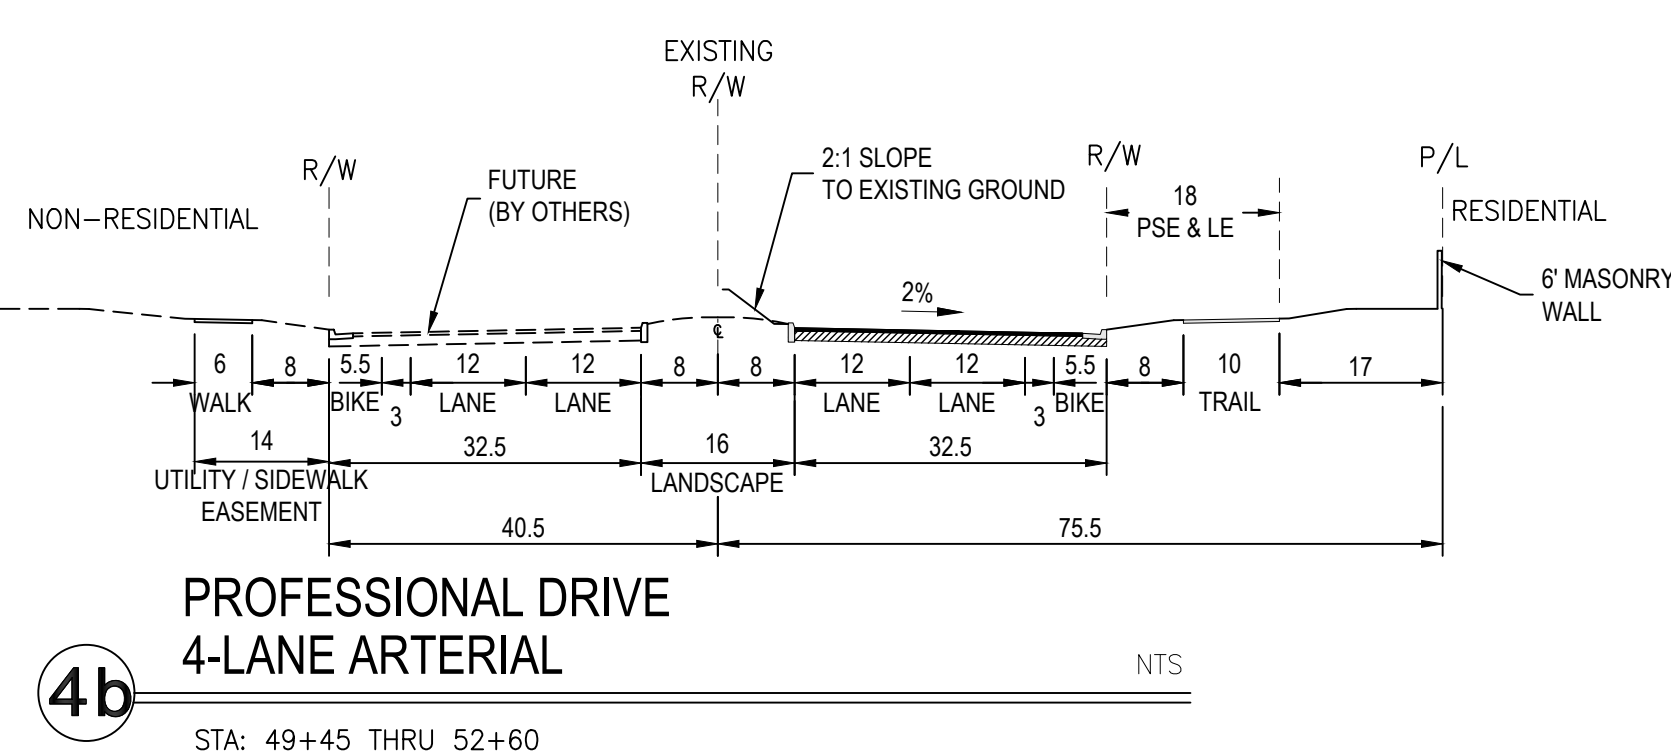 EXISTING
R/W
R/W
FUTURE
(BY OTHERS)
2:1 SLOPE
TO EXISTING GROUND
R/W
P/L
18
PSE & LE
NON-RESIDENTIAL
RESIDENTIAL
6' MASONRY
WALL
2%
℄
6 8 5.5 12 12 8 8 12 12 5.5 8 10 17
WALK BIKE 3 LANE LANE LANE LANE 3 BIKE TRAIL
14 32.5 16 32.5
UTILITY / SIDEWALK
EASEMENT
LANDSCAPE
40.5 75.5
PROFESSIONAL DRIVE
4-LANE ARTERIAL
NTS
4b
STA: 49+45 THRU 52+60